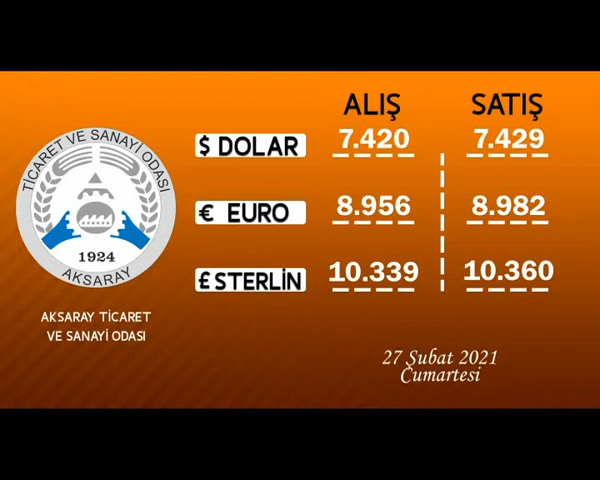 TİCARET VE SANAYİ ODASI
1924
AKSARAY
AKSARAY TİCARET
VE SANAYİ ODASI
ALIŞ SATIŞ
$ DOLAR 7.420 7.429
€ EURO 8.956 8.982
£ STERLİN 10.339 10.360
27 Şubat 2021
Cumartesi